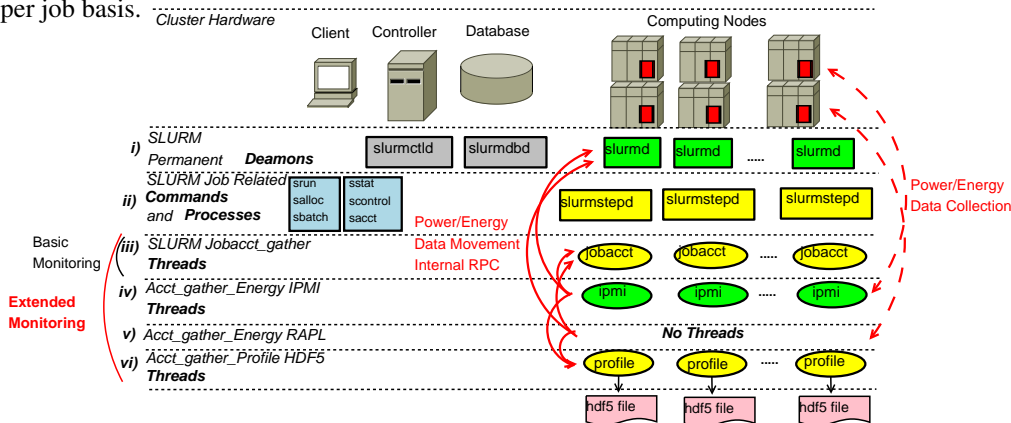 per job basis.
Cluster Hardware
Client
Controller
Database
Computing Nodes
i) SLURM
Permanent Deamons
slurmctld
slurmdbd
slurmd
slurmd
.....
slurmd
SLURM Job Related
ii) Commands
and Processes
srun
salloc
sbatch
sstat
scontrol
sacct
slurmstepd
slurmstepd
slurmstepd
Power/Energy
Data Movement
Internal RPC
Power/Energy
Data Collection
Basic
Monitoring
iii) SLURM Jobacct_gather
Threads
jobacct
jobacct
.....
jobacct
Extended
Monitoring
iv) Acct_gather_Energy IPMI
Threads
ipmi
ipmi
.....
ipmi
v) Acct_gather_Energy RAPL
No Threads
vi) Acct_gather_Profile HDF5
Threads
profile
profile
.....
profile
hdf5 file
hdf5 file
hdf5 file